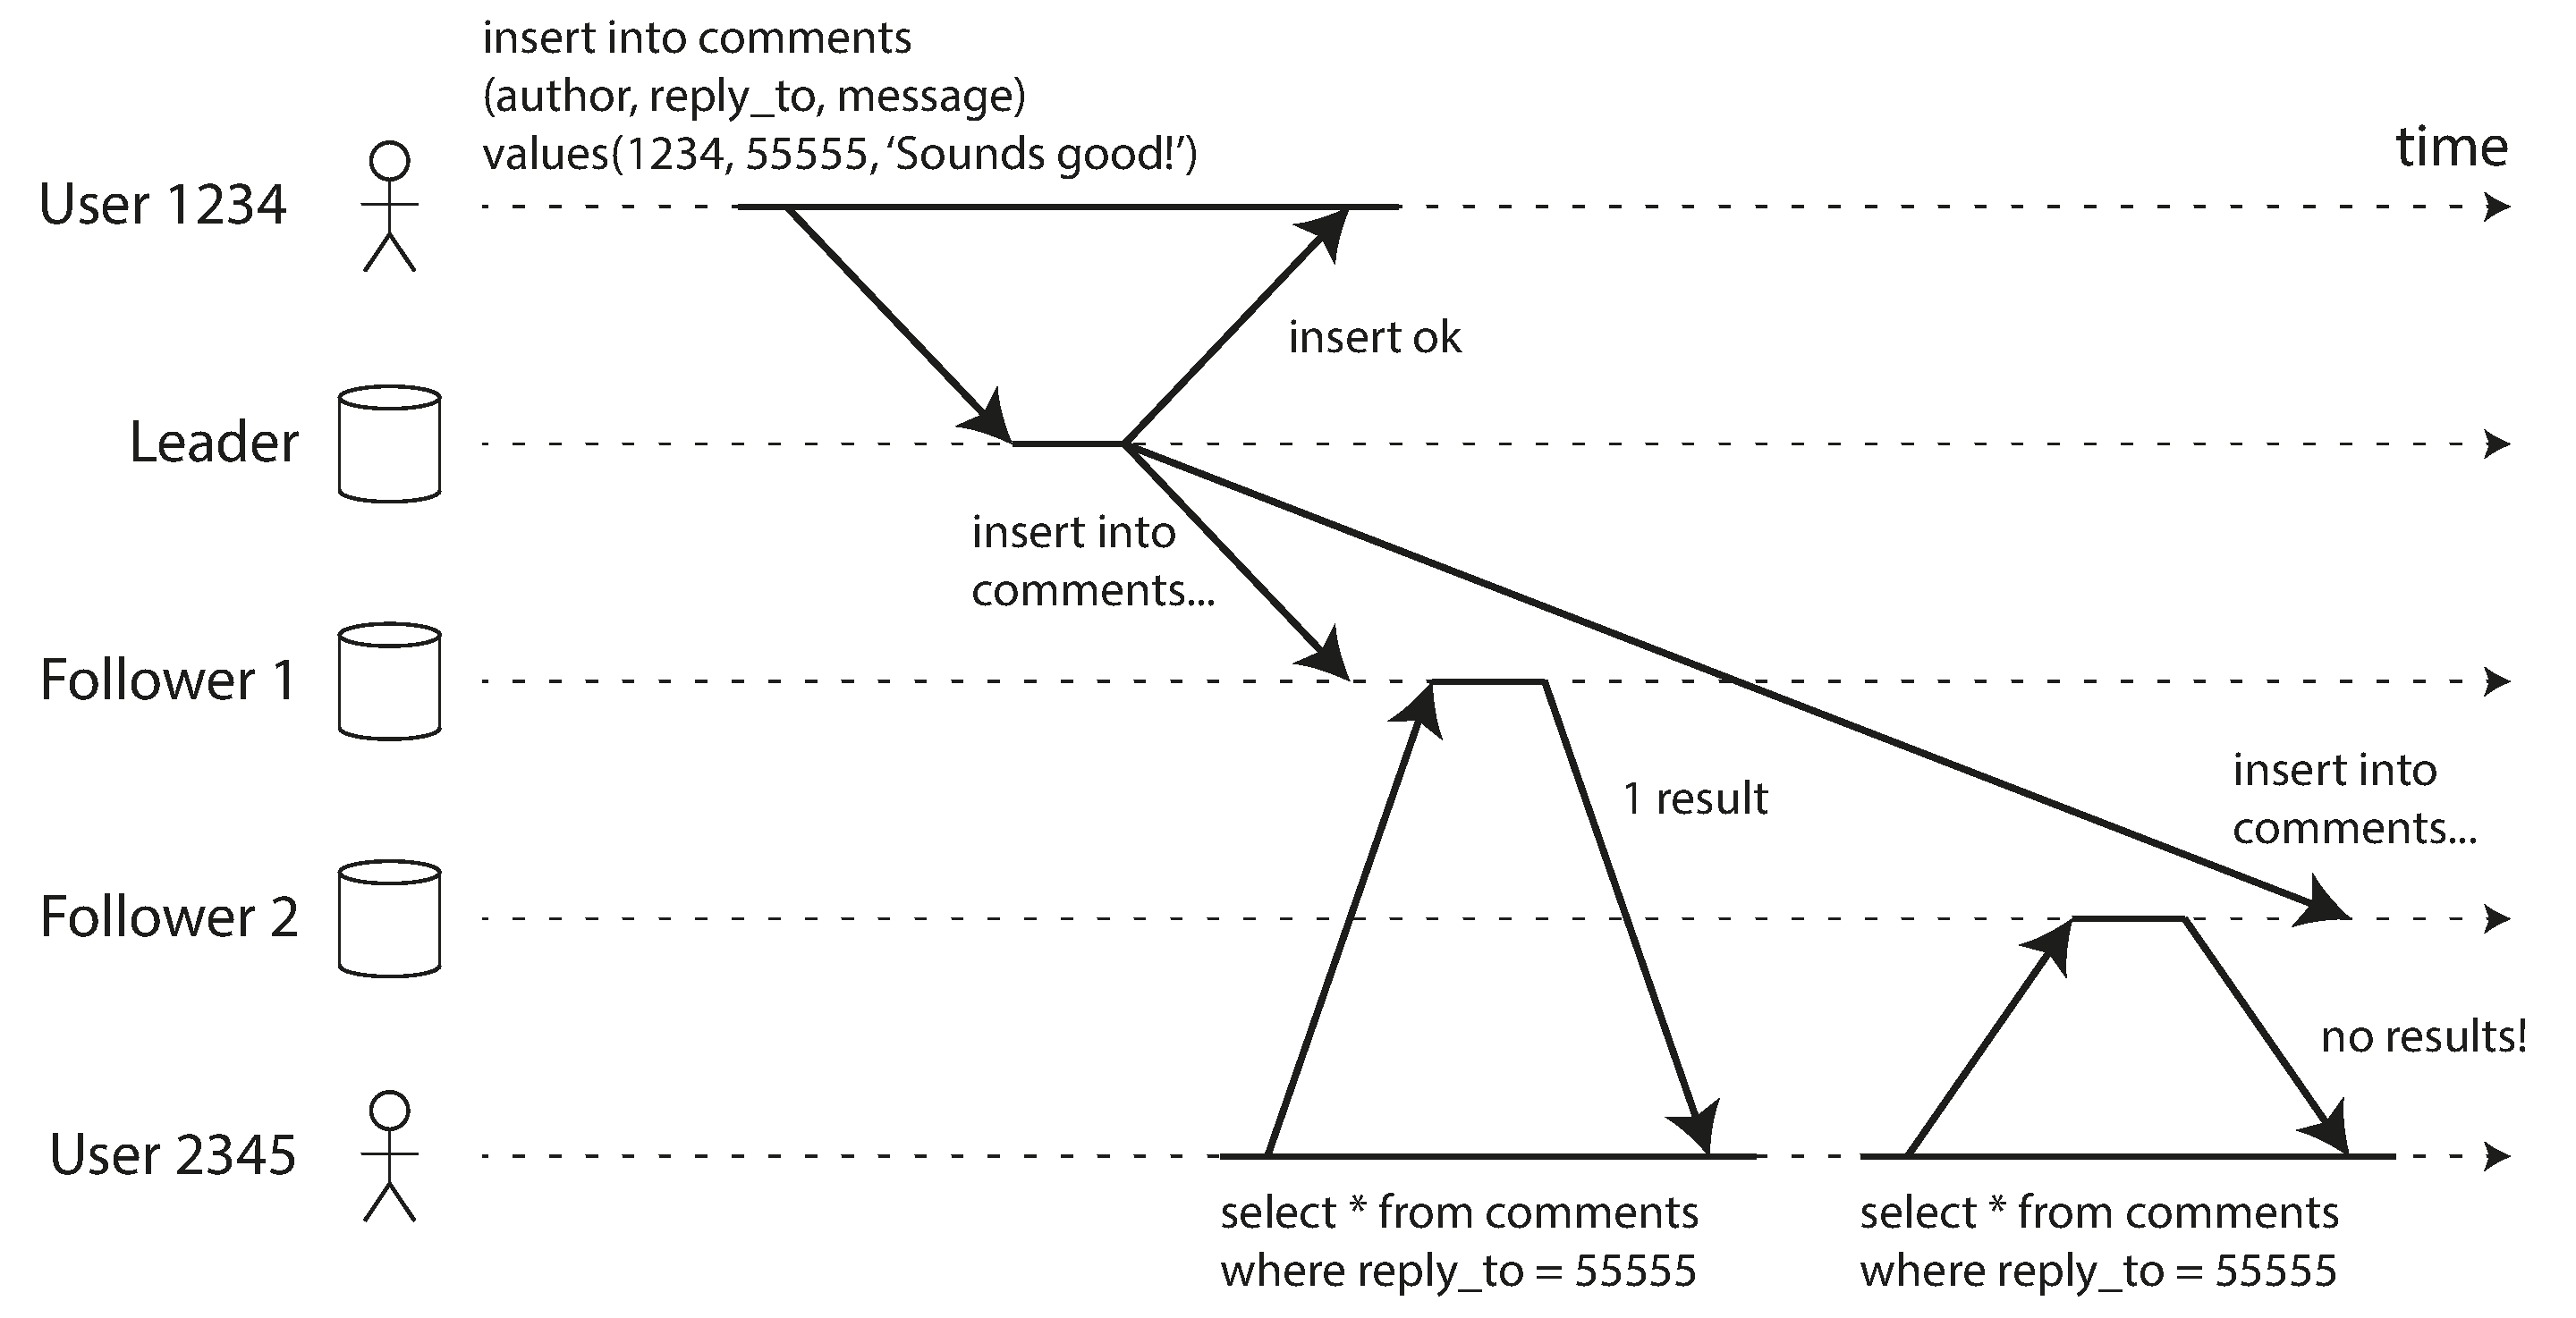 insert into comments
(author, reply_to, message)
values(1234, 55555, ‘Sounds good!’)
time
User 1234
insert ok
Leader
insert into
comments...
Follower 1
1 result
insert into
comments...
Follower 2
no results!
User 2345
select * from comments
where reply_to = 55555
select * from comments
where reply_to = 55555